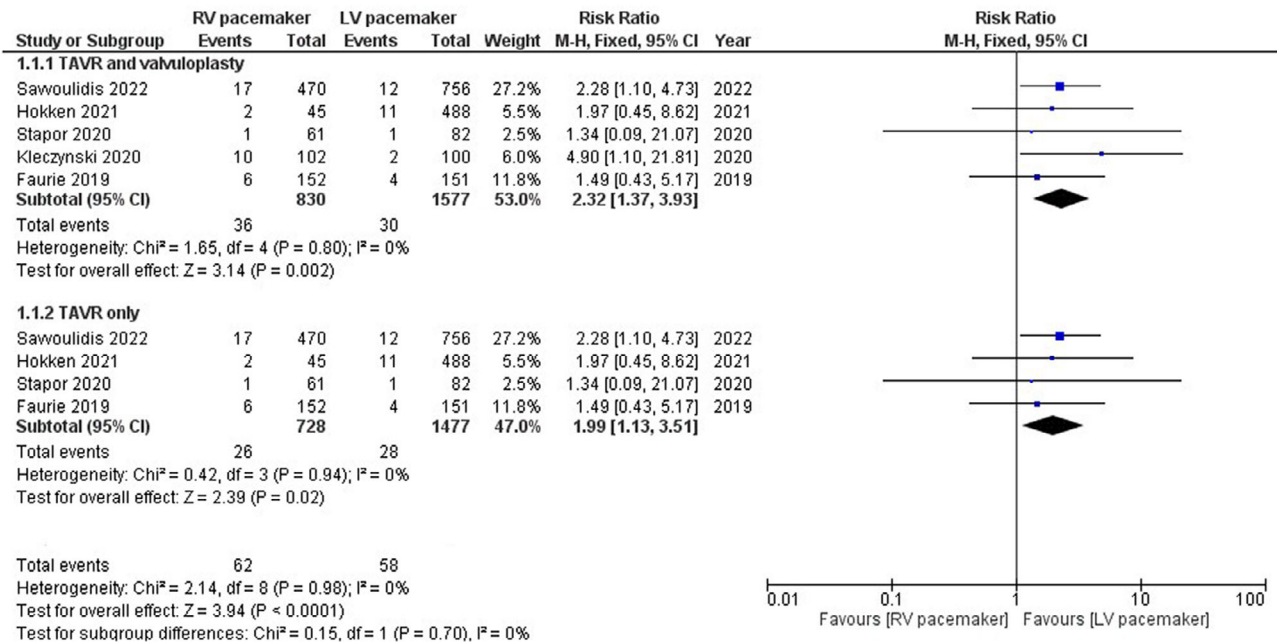 RV pacemaker LV pacemaker Risk Ratio Risk Ratio
Study or Subgroup Events Total Events Total Weight M-H, Fixed, 95% CI Year M-H, Fixed, 95% CI
1.1.1 TAVR and valvuloplasty
Savvoulidis 2022 17 470 12 756 27.2% 2.28 [1.10, 4.73] 2022
Hokken 2021 2 45 11 488 5.5% 1.97 [0.45, 8.62] 2021
Stapor 2020 1 61 1 82 2.5% 1.34 [0.09, 21.07] 2020
Kleczynski 2020 10 102 2 100 6.0% 4.90 [1.10, 21.81] 2020
Faurie 2019 6 152 4 151 11.8% 1.49 [0.43, 5.17] 2019
Subtotal (95% CI) 830 1577 53.0% 2.32 [1.37, 3.93]
Total events 36 30
Heterogeneity: Chi² = 1.65, df = 4 (P = 0.80); I² = 0%
Test for overall effect: Z = 3.14 (P = 0.002)
1.1.2 TAVR only
Savvoulidis 2022 17 470 12 756 27.2% 2.28 [1.10, 4.73] 2022
Hokken 2021 2 45 11 488 5.5% 1.97 [0.45, 8.62] 2021
Stapor 2020 1 61 1 82 2.5% 1.34 [0.09, 21.07] 2020
Faurie 2019 6 152 4 151 11.8% 1.49 [0.43, 5.17] 2019
Subtotal (95% CI) 728 1477 47.0% 1.99 [1.13, 3.51]
Total events 26 28
Heterogeneity: Chi² = 0.42, df = 3 (P = 0.94); I² = 0%
Test for overall effect: Z = 2.39 (P = 0.02)
Total events 62 58
Heterogeneity: Chi² = 2.14, df = 8 (P = 0.98); I² = 0%
Test for overall effect: Z = 3.94 (P < 0.0001)
Test for subgroup differences: Chi² = 0.15, df = 1 (P = 0.70), I² = 0%
0.01 0.1 1 10 100
Favours [RV pacemaker] Favours [LV pacemaker]